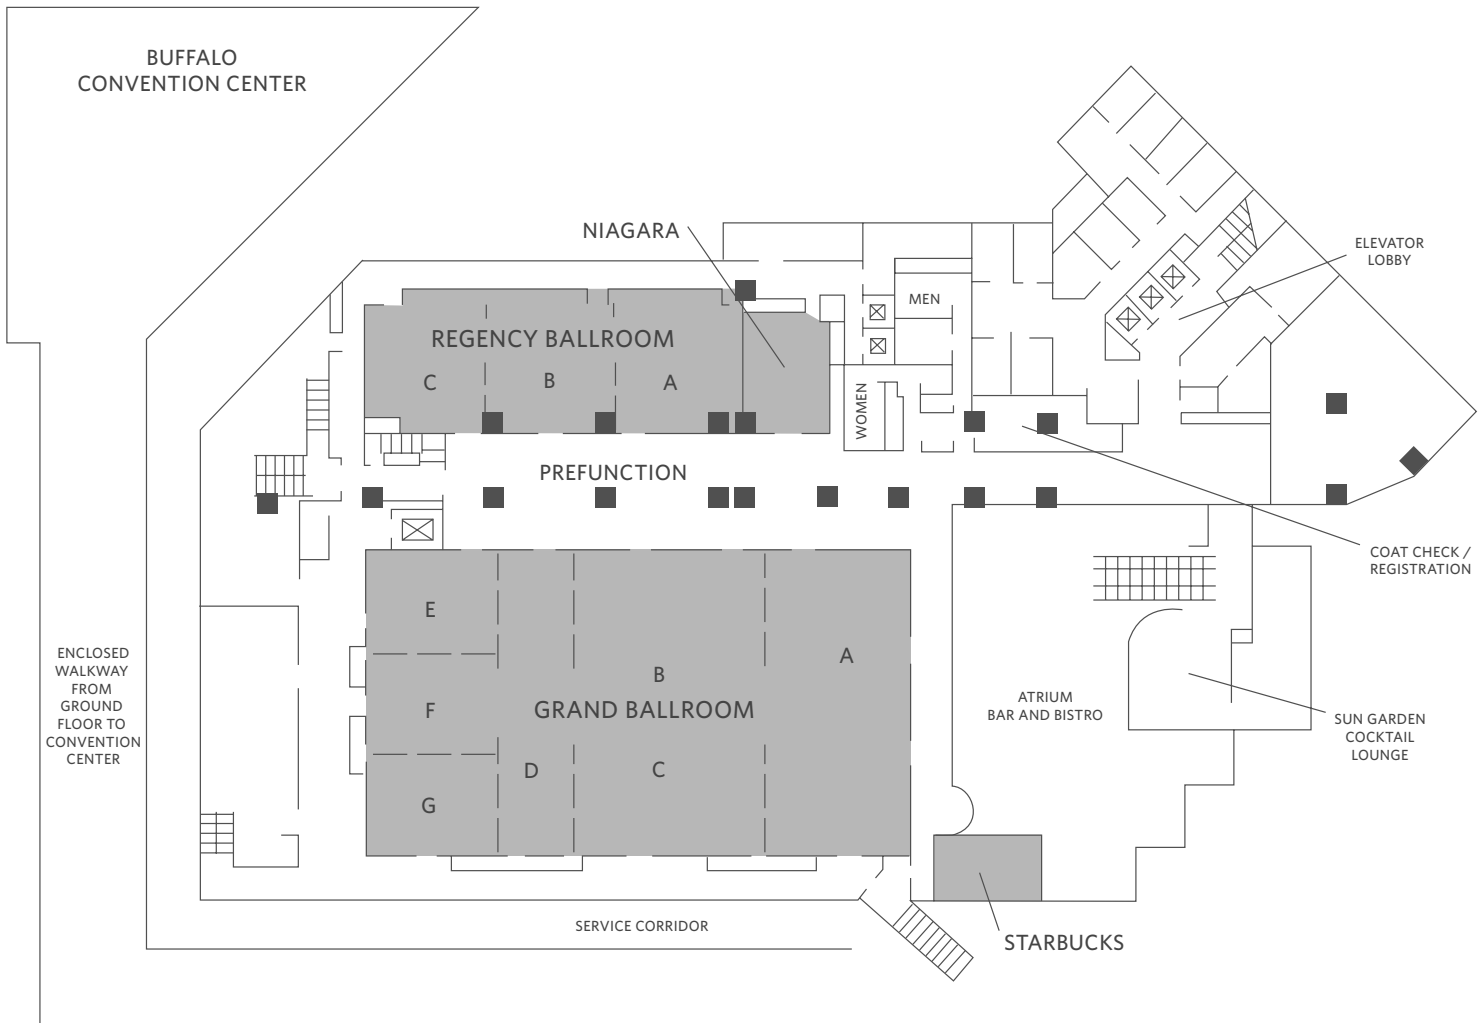 BUFFALO
CONVENTION CENTER
NIAGARA
ELEVATOR
LOBBY
MEN
REGENCY BALLROOM
C
B
A
WOMEN
PREFUNCTION
COAT CHECK /
REGISTRATION
E
B
A
F
GRAND BALLROOM
D
C
G
ENCLOSED
WALKWAY
FROM
GROUND
FLOOR TO
CONVENTION
CENTER
ATRIUM
BAR AND BISTRO
SUN GARDEN
COCKTAIL
LOUNGE
SERVICE CORRIDOR
STARBUCKS